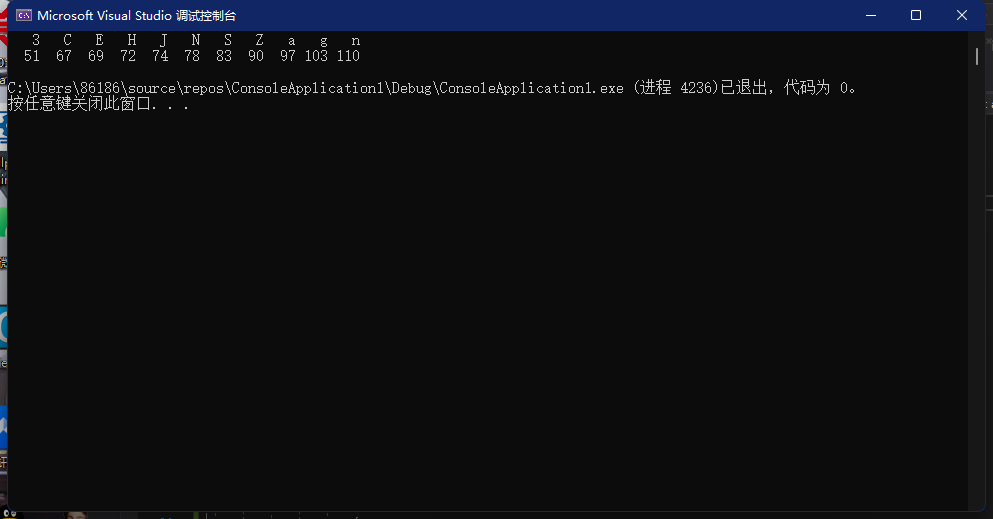 Microsoft Visual Studio 调试控制台
3 C E H J N S Z a g n
51 67 69 72 74 78 83 90 97 103 110
C:\Users\86186\source\repos\ConsoleApplication1\Debug\ConsoleApplication1.exe (进程 4236)已退出，代码为 0。
按任意键关闭此窗口. . .